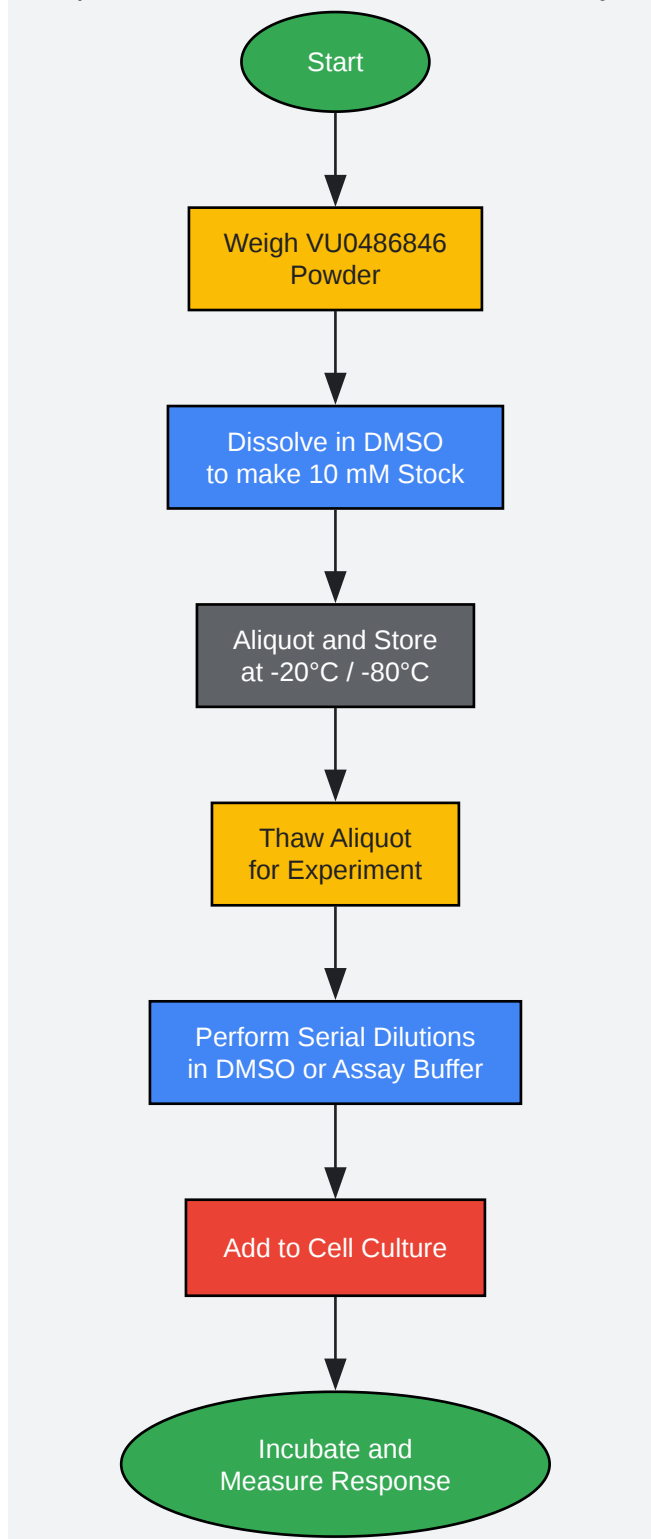 Start
Weigh VU0486846
Powder
Dissolve in DMSO
to make 10 mM Stock
Aliquot and Store
at -20°C / -80°C
Thaw Aliquot
for Experiment
Perform Serial Dilutions
in DMSO or Assay Buffer
Add to Cell Culture
Incubate and
Measure Response